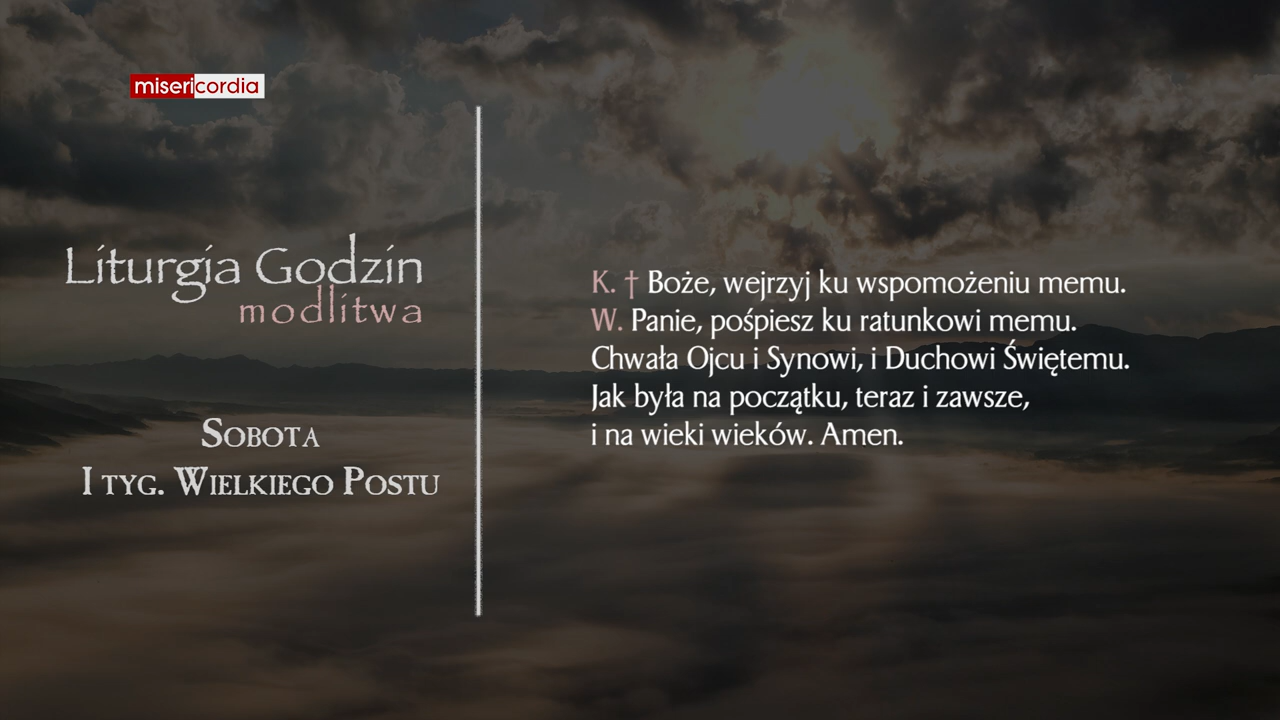 misericordia
Liturgia Godzin
modlitwa
Sobota
I tyg. Wielkiego Postu
K. † Boże, wejrzyj ku wspomożeniu memu.
W. Panie, pośpiesz ku ratunkowi memu.
Chwała Ojcu i Synowi, i Duchowi Świętemu.
Jak była na początku, teraz i zawsze,
i na wieki wieków. Amen.